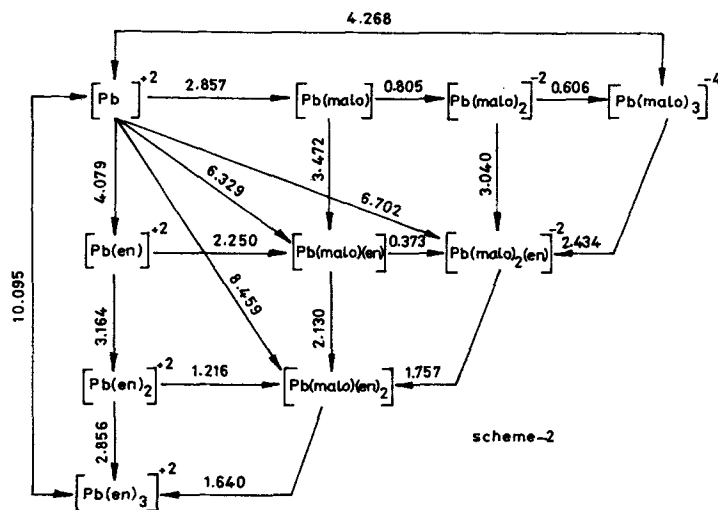 4.268
[Pb]+2 2.857 [Pb(malo)] 0.805 [Pb(malo)2]-2 0.606 [Pb(malo)3]-4
4.079 6.329 3.472 6.702 3.040
[Pb(en)]+2 2.250 [Pb(malo)(en)] 0.373 [Pb(malo)2(en)]-2 2.434
10.095 3.164 8.459 2.130
[Pb(en)2]+2 1.216 [Pb(malo)(en)2] 1.757
2.856 scheme-2
[Pb(en)3]+2 1.640